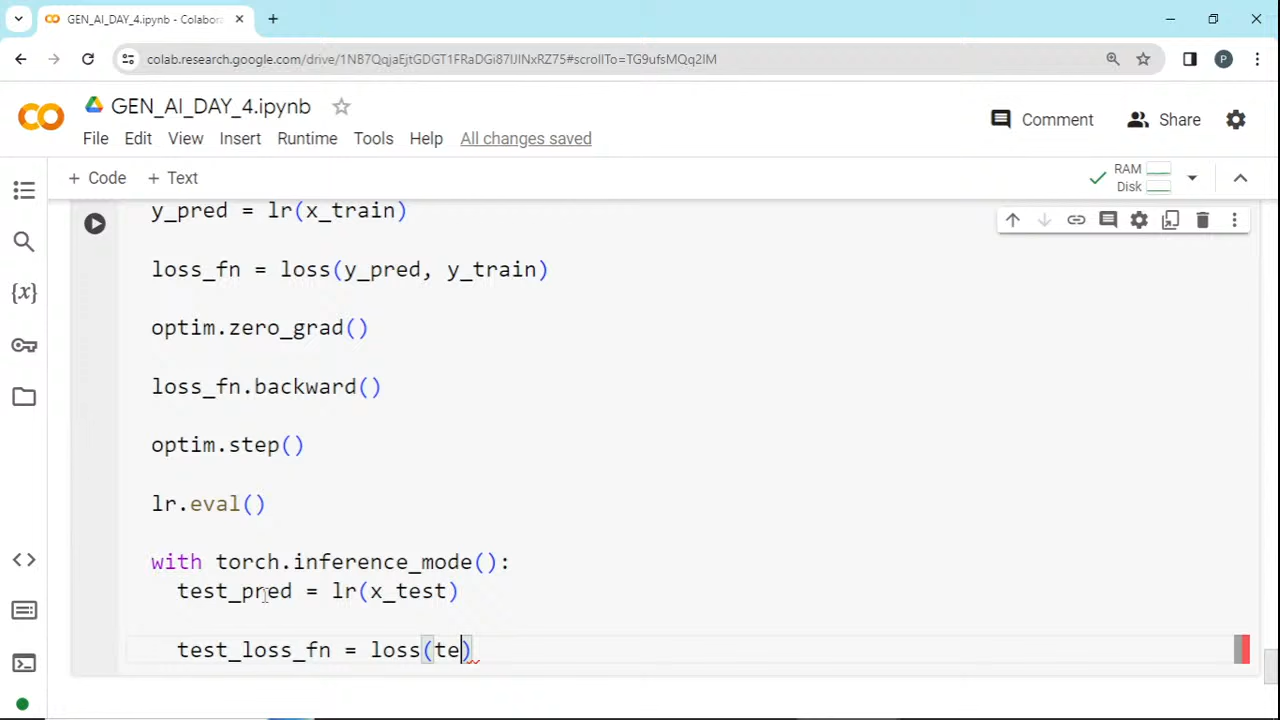 GEN_AI_DAY_4.ipynb - Colabora
colab.research.google.com/drive/1NB7QqjaEjtGDGT1FRaDGi87IJINxRZ75#scrollTo=TG9ufsMQq2IM
P
GEN_AI_DAY_4.ipynb
Comment
Share
File Edit View Insert Runtime Tools Help All changes saved
+ Code + Text
RAM
Disk
y_pred = lr(x_train)
loss_fn = loss(y_pred, y_train)
optim.zero_grad()
loss_fn.backward()
optim.step()
lr.eval()
with torch.inference_mode():
test_pred = lr(x_test)
test_loss_fn = loss(te)